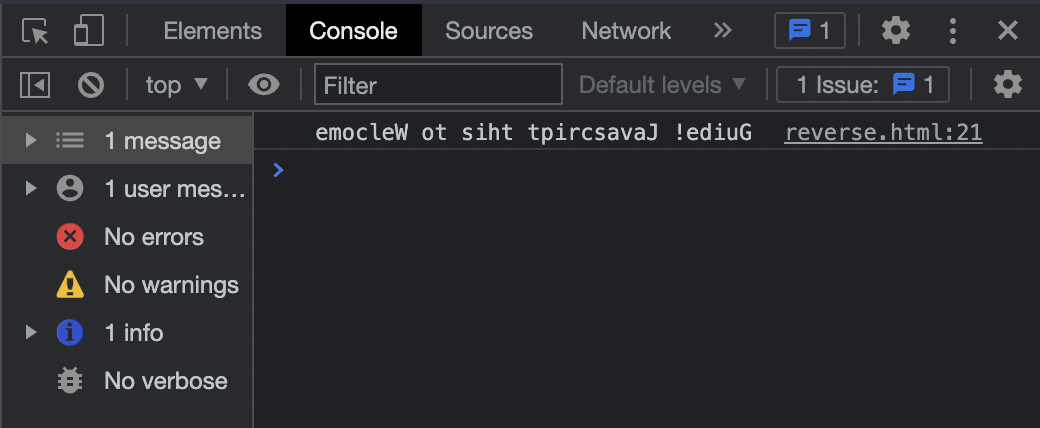 Elements Console Sources Network » 1
top ▼ Filter Default levels ▼ 1 Issue: 1
1 message
1 user mes…
No errors
No warnings
1 info
No verbose
emocleW ot siht tpircsavaJ !ediuG reverse.html:21
>